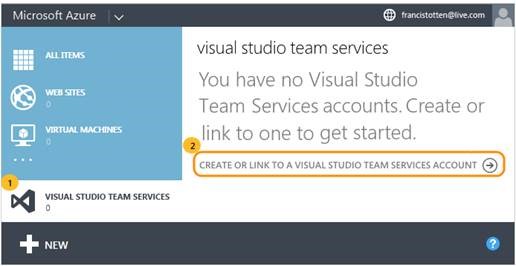 Microsoft Azure
francistotten@live.com
ALL ITEMS
WEB SITES
0
VIRTUAL MACHINES
0
...
1
VISUAL STUDIO TEAM SERVICES
0
visual studio team services
You have no Visual Studio
Team Services accounts. Create or
link to one to get started.
2
CREATE OR LINK TO A VISUAL STUDIO TEAM SERVICES ACCOUNT
NEW
?